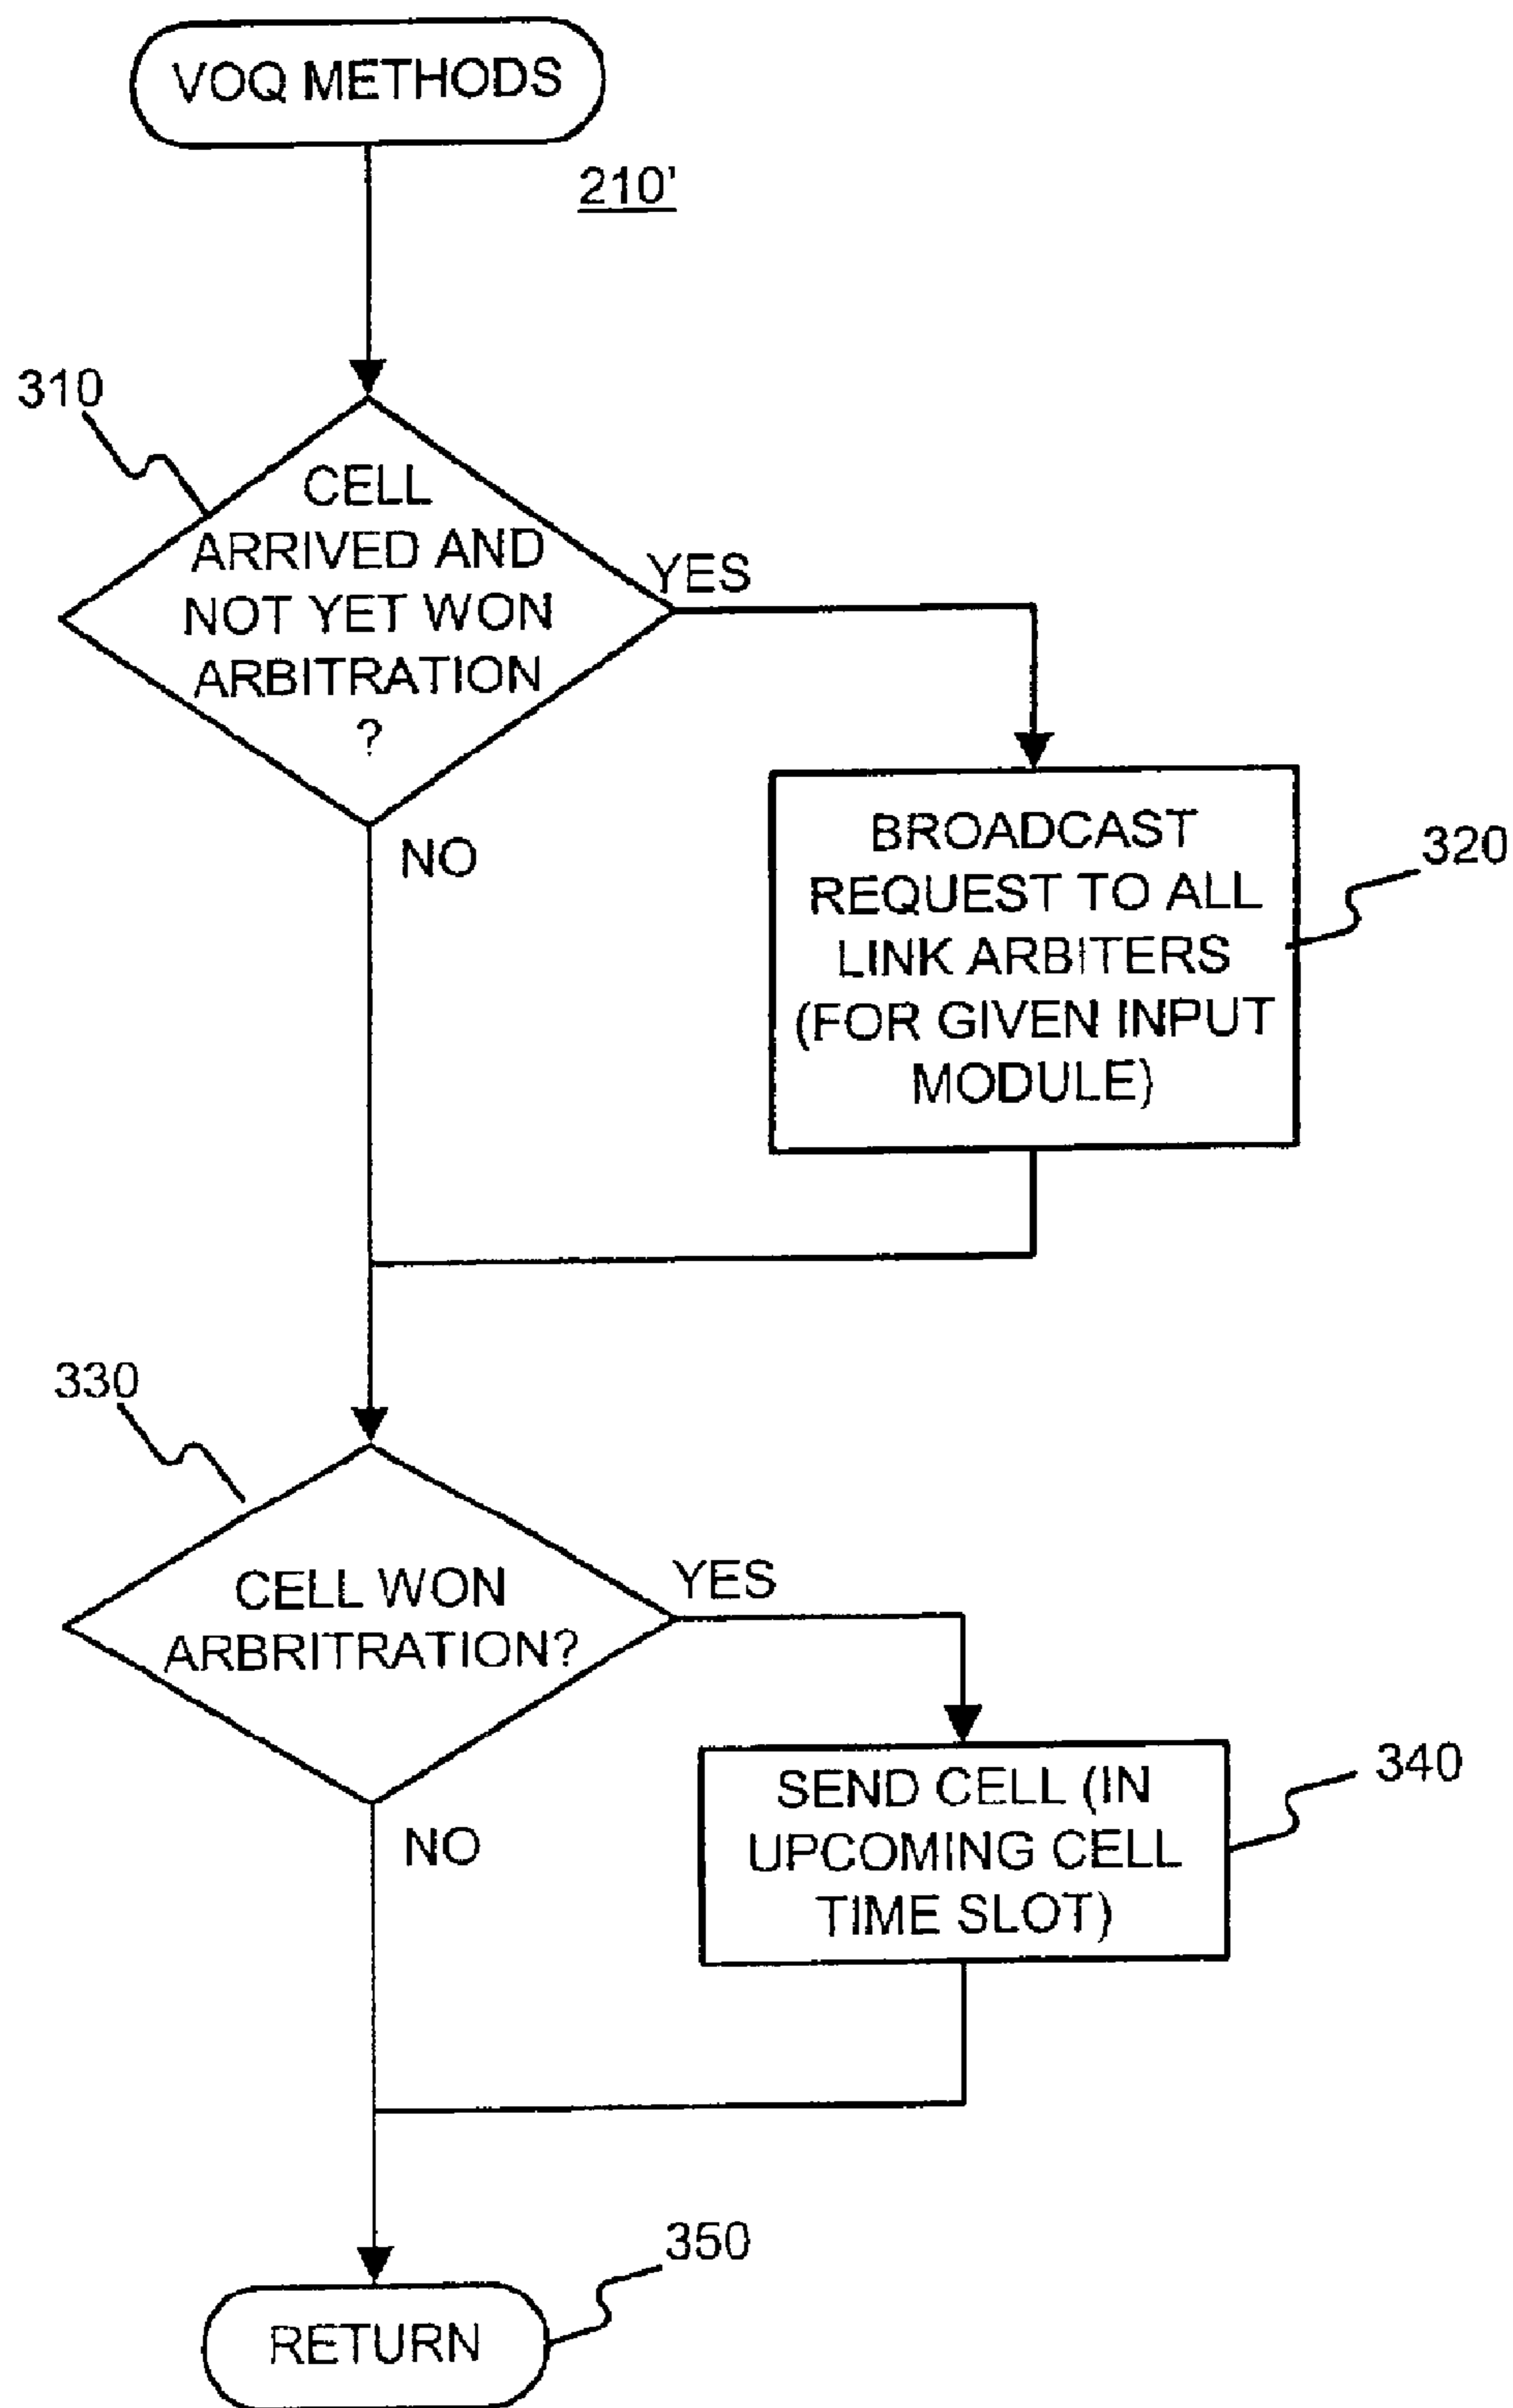 VOQ METHODS
210'
310
CELL
ARRIVED AND
NOT YET WON
ARBITRATION
?
YES
NO
BROADCAST
REQUEST TO ALL
LINK ARBITERS
(FOR GIVEN INPUT
MODULE)
320
330
CELL WON
ARBRITRATION?
YES
NO
SEND CELL (IN
UPCOMING CELL
TIME SLOT)
340
350
RETURN